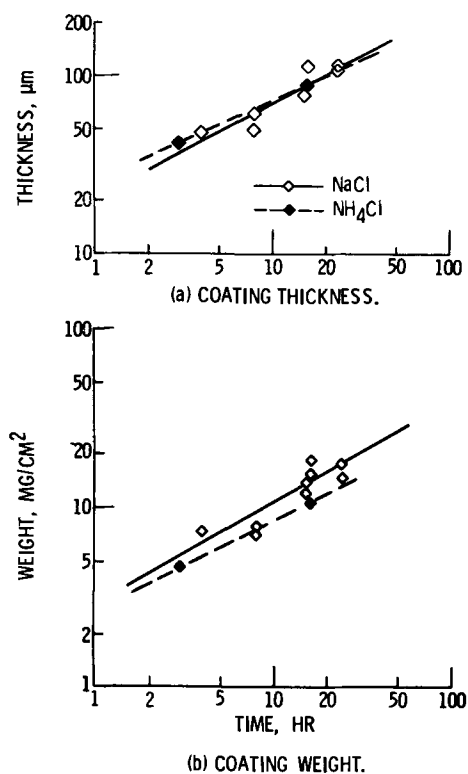 200
100
50
20
10
THICKNESS, μm
NaCl
NH4Cl
1 2 5 10 20 50 100
(a) COATING THICKNESS.
100
50
20
10
5
2
1
WEIGHT, MG/CM2
1 2 5 10 20 50 100
TIME, HR
(b) COATING WEIGHT.